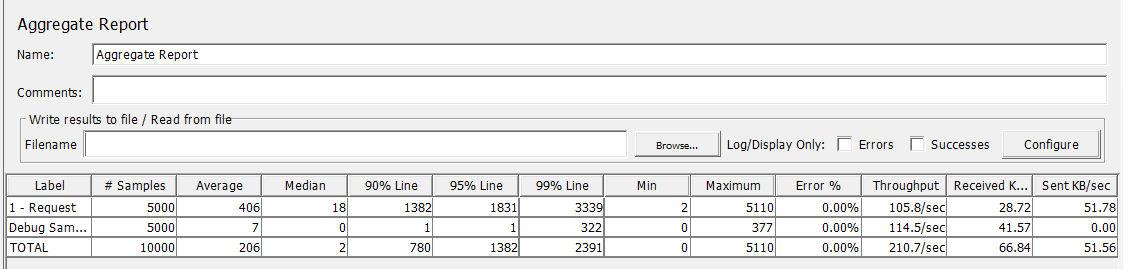 Aggregate Report
Name: Aggregate Report
Comments:
Write results to file / Read from file
Filename Browse... Log/Display Only: Errors Successes Configure
Label # Samples Average Median 90% Line 95% Line 99% Line Min Maximum Error % Throughput Received K... Sent KB/sec
1 - Request 5000 406 18 1382 1831 3339 2 5110 0.00% 105.8/sec 28.72 51.78
Debug Sam... 5000 7 0 1 1 322 0 377 0.00% 114.5/sec 41.57 0.00
TOTAL 10000 206 2 780 1382 2391 0 5110 0.00% 210.7/sec 66.84 51.56